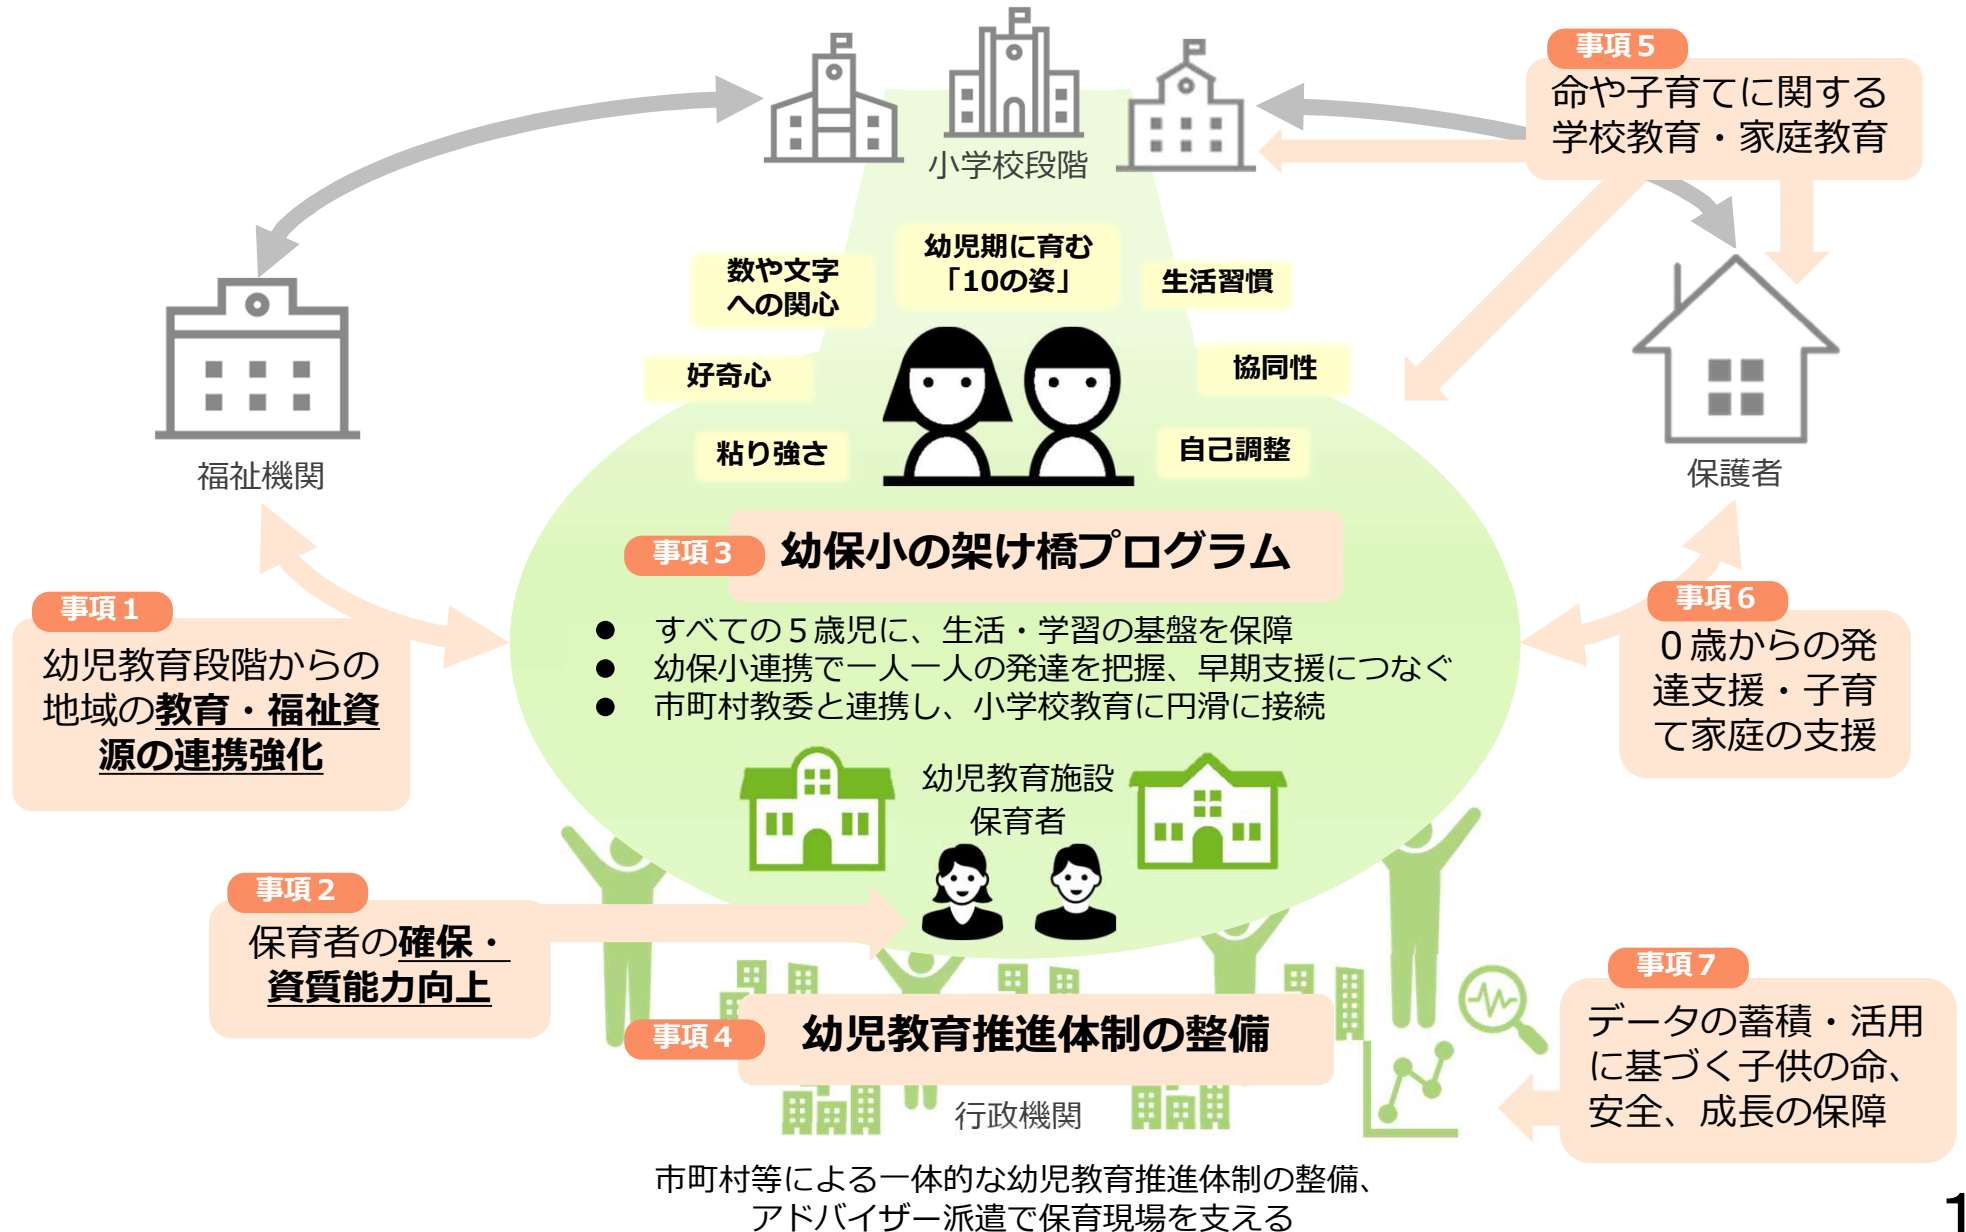 事項５
命や子育てに関する
学校教育・家庭教育
小学校段階
幼児期に育む
「10の姿」
数や文字
への関心
生活習慣
好奇心
協同性
粘り強さ
自己調整
福祉機関
保護者
事項３
幼保小の架け橋プログラム
● すべての５歳児に、生活・学習の基盤を保障
● 幼保小連携で一人一人の発達を把握、早期支援につなぐ
● 市町村教委と連携し、小学校教育に円滑に接続
事項１
幼児教育段階からの
地域の教育・福祉資
源の連携強化
事項６
０歳からの発
達支援・子育
て家庭の支援
幼児教育施設
保育者
事項２
保育者の確保・
資質能力向上
事項４
幼児教育推進体制の整備
行政機関
事項７
データの蓄積・活用
に基づく子供の命、
安全、成長の保障
市町村等による一体的な幼児教育推進体制の整備、
アドバイザー派遣で保育現場を支える
1